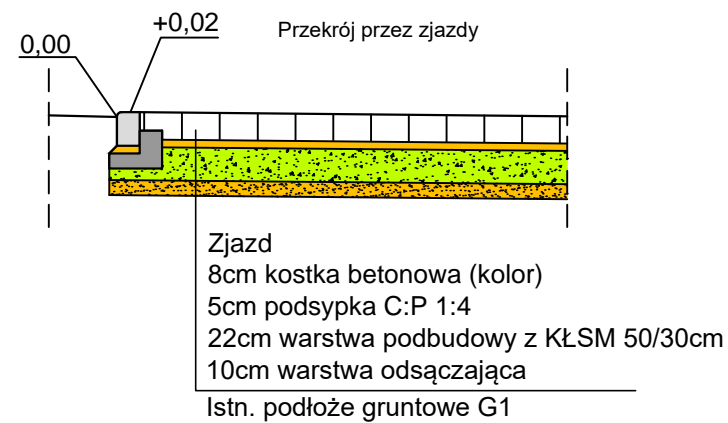 +0,02
Przekrój przez zjazdy
0,00
Zjazd
8cm kostka betonowa (kolor)
5cm podsypka C:P 1:4
22cm warstwa podbudowy z KŁSM 50/30cm
10cm warstwa odsączająca
Istn. podłoże gruntowe G1